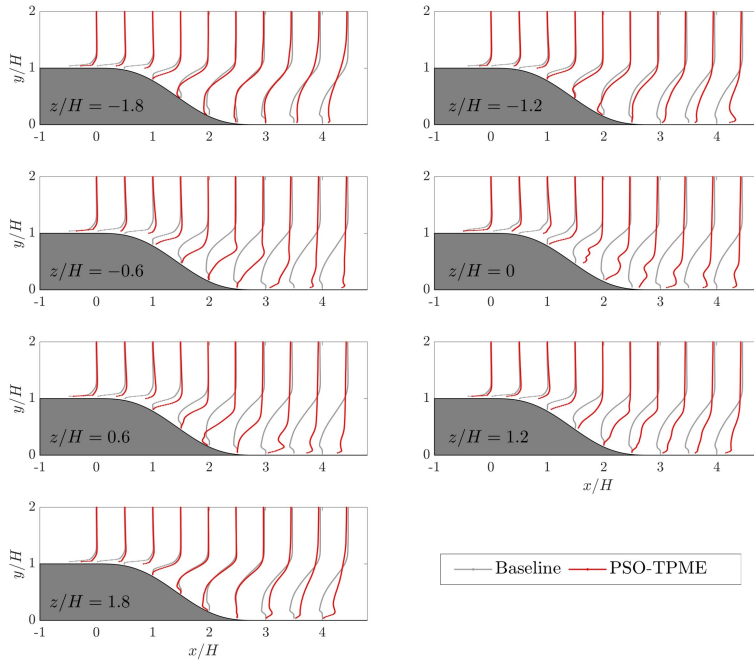 2
y/H
1
z/H = −1.8
0
-1 0 1 2 3 4
2
y/H
1
z/H = −1.2
0
-1 0 1 2 3 4
2
y/H
1
z/H = −0.6
0
-1 0 1 2 3 4
2
y/H
1
z/H = 0
0
-1 0 1 2 3 4
2
y/H
1
z/H = 0.6
0
-1 0 1 2 3 4
2
y/H
1
z/H = 1.2
0
-1 0 1 2 3 4
x/H
2
y/H
1
z/H = 1.8
0
-1 0 1 2 3 4
x/H
Baseline PSO-TPME